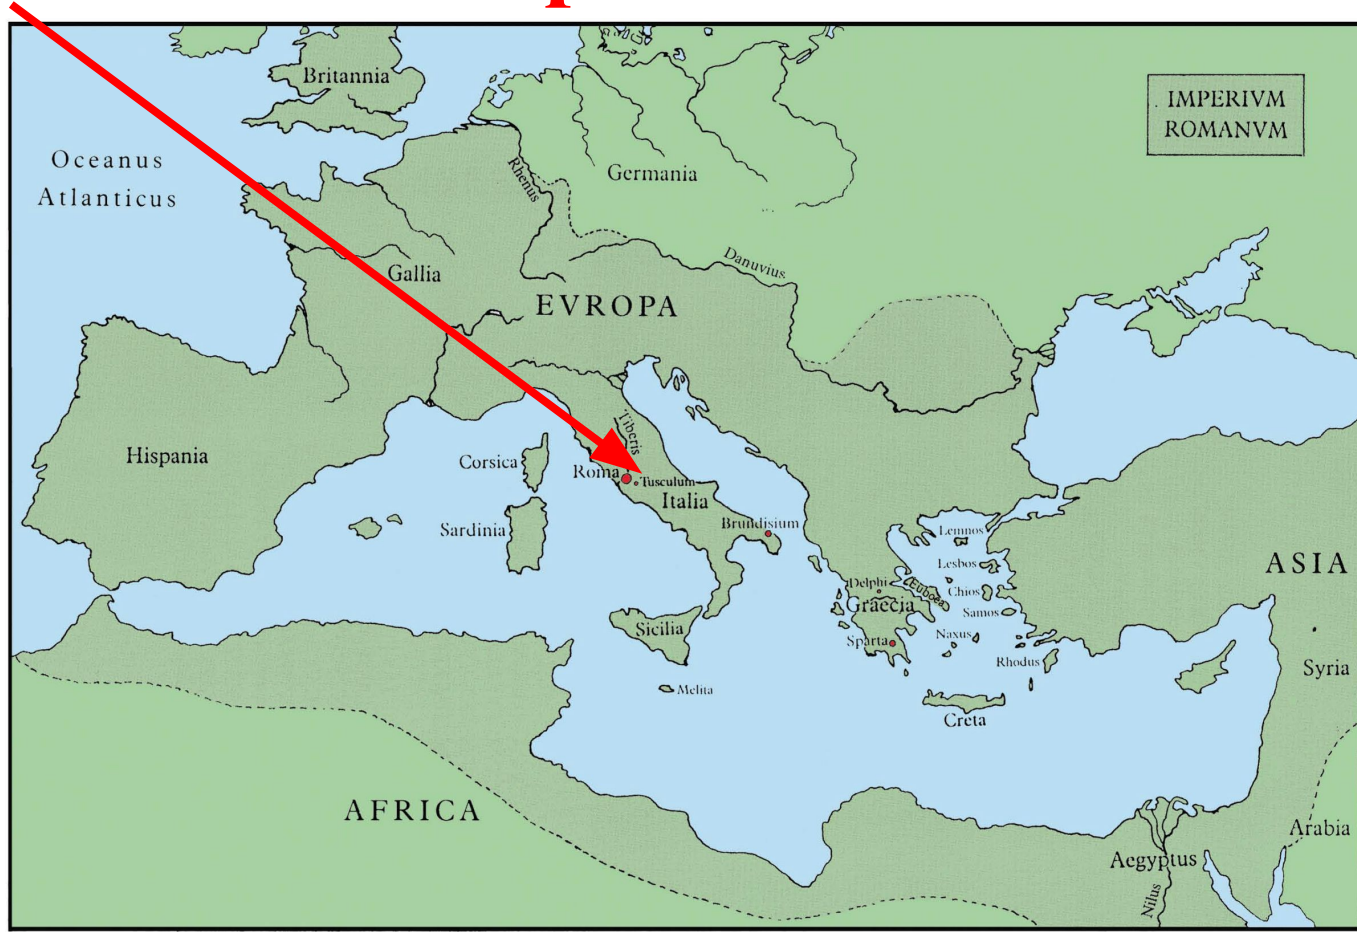 Britannia
IMPERIVM
ROMANVM
Oceanus
Atlanticus
Rhenus
Germania
Gallia
Danuvius
EVROPA
Tiberis
Hispania
Corsica
Roma
Tusculum
Italia
Sardinia
Brundisium
Lemnos
Lesbos
ASIA
Delphi
Euboea
Chios
Graecia
Samos
Sicilia
Sparta
Naxus
Rhodus
Syria
Melita
Creta
AFRICA
Arabia
Aegyptus
Nilus